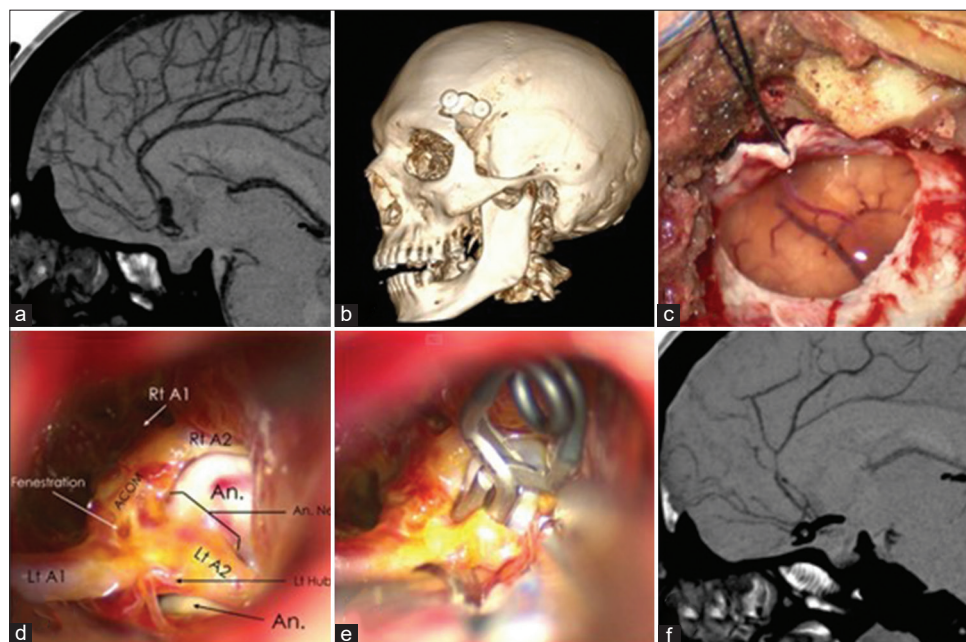 a
b
c
Rt A1
Rt A2
Fenestration
ACOM
An.
An. Ne
Lt A2
Lt A1
Lt Hub
An.
d
e
f